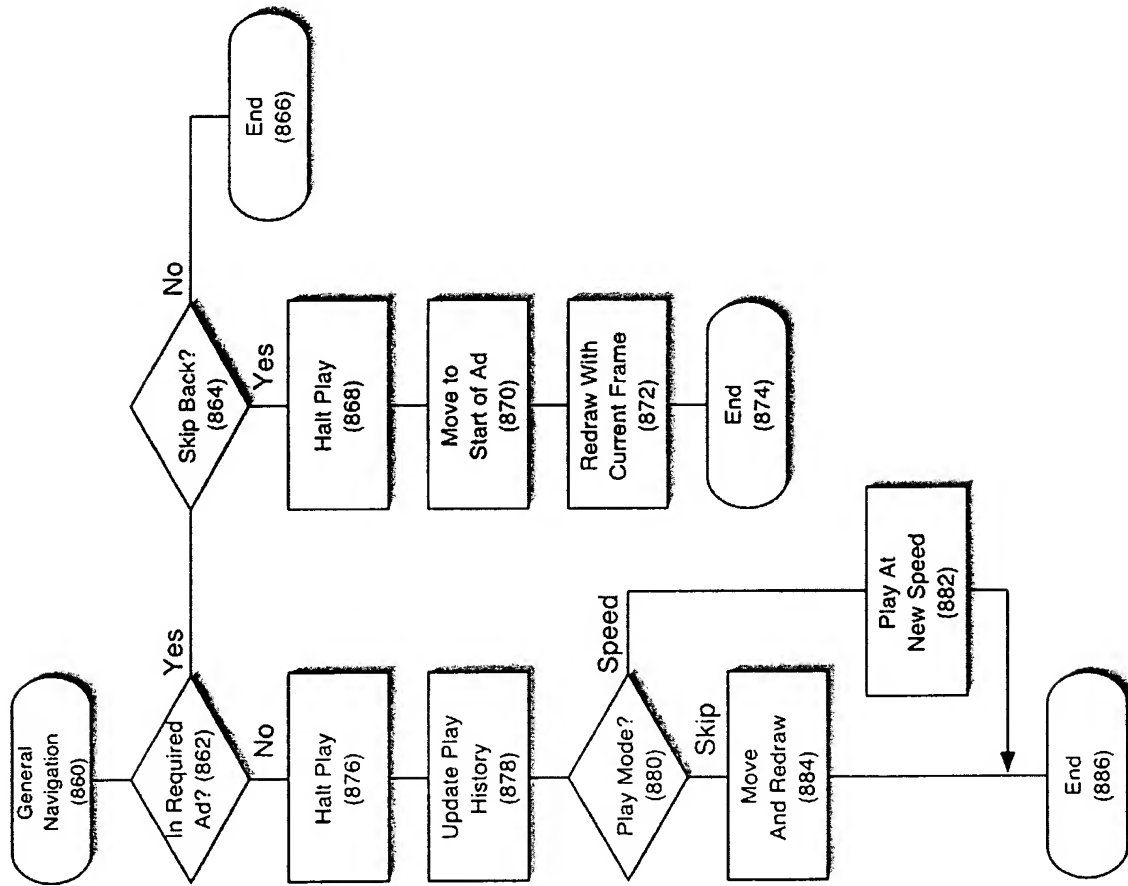 General
Navigation
(860)
In Required
Ad? (862)
Yes
No
Skip Back?
(864)
No
Yes
End
(866)
Halt Play
(868)
Move to
Start of Ad
(870)
Redraw With
Current Frame
(872)
End
(874)
Halt Play
(876)
Update Play
History
(878)
Play Mode?
(880)
Speed
Skip
Play At
New Speed
(882)
Move
And Redraw
(884)
End
(886)